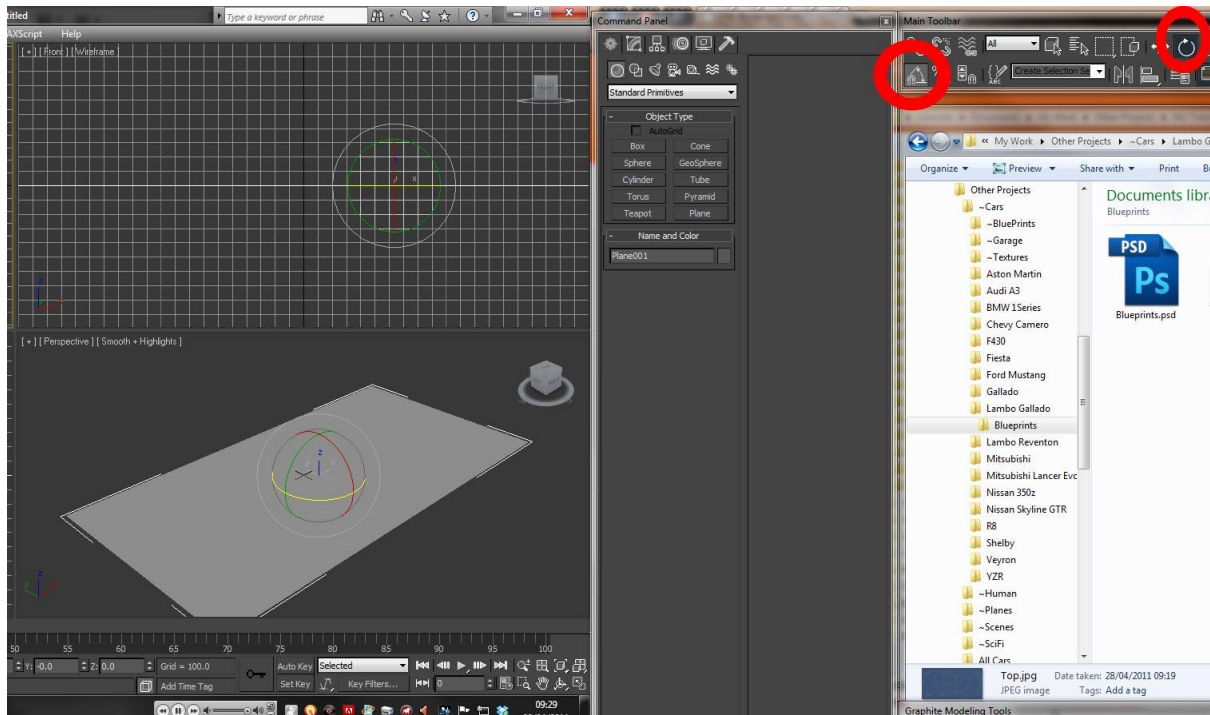 titled
Type a keyword or phrase
AXScript Help
[ + ] [ Front ] [ Wireframe ]
FRONT
x
z
[ + ] [ Perspective ] [ Smooth + Highlights ]
z
z
y
50 55 60 65 70 75 80 85 90 95 100
Y: -0.0 Z: 0.0 Grid = 100.0 Auto Key Selected
Add Time Tag Set Key Key Filters... 0
09:29
Command Panel
Standard Primitives
- Object Type
AutoGrid
Box Cone
Sphere GeoSphere
Cylinder Tube
Torus Pyramid
Teapot Plane
- Name and Color
Plane001
Main Toolbar
All
ABC Create Selection Se
« My Work Other Projects ~Cars Lambo G
Organize Preview Share with Print
Other Projects
~Cars
~BluePrints
~Garage
~Textures
Aston Martin
Audi A3
BMW 1Series
Chevy Camero
F430
Fiesta
Ford Mustang
Gallado
Lambo Gallado
Blueprints
Lambo Reventon
Mitsubishi
Mitsubishi Lancer Evo
Nissan 350z
Nissan Skyline GTR
R8
Shelby
Veyron
YZR
~Human
~Planes
~Scenes
~SciFi
All Cars
Documents libra
Blueprints
PSD
Ps
Blueprints.psd
Top.jpg Date taken: 28/04/2011 09:19
JPEG image Tags: Add a tag
Graphite Modeling Tools